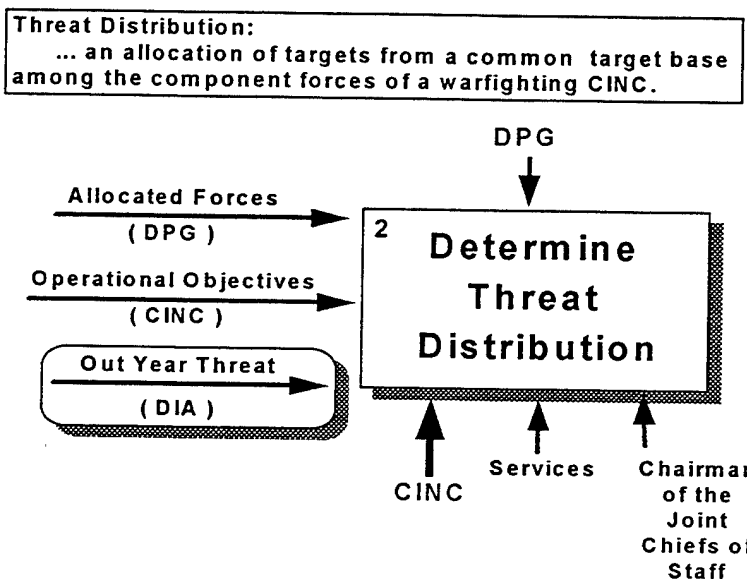 Threat Distribution:
... an allocation of targets from a common target base
among the component forces of a warfighting CINC.
DPG
Allocated Forces
( DPG )
Operational Objectives
( CINC )
Out Year Threat
( DIA )
2
Determine
Threat
Distribution
CINC
Services
Chairman
of the
Joint
Chiefs of
Staff